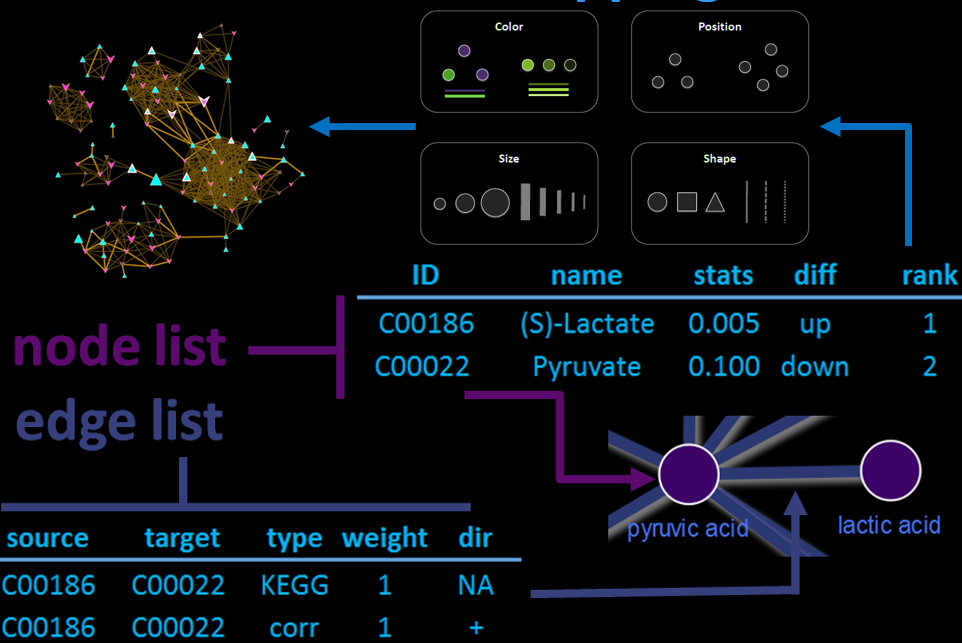 Color
Position
Size
Shape
ID name stats diff rank
C00186 (S)-Lactate 0.005 up 1
C00022 Pyruvate 0.100 down 2
node list
edge list
pyruvic acid
lactic acid
source target type weight dir
C00186 C00022 KEGG 1 NA
C00186 C00022 corr 1 +